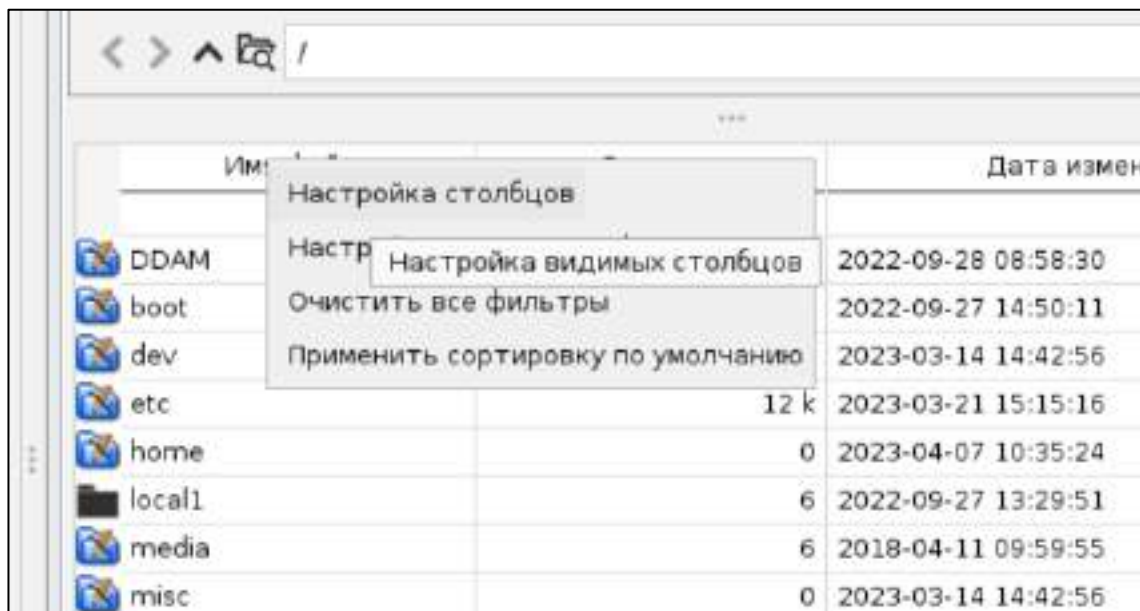 /
Имя
Дата измен
Настройка столбцов
Настр
Настройка видимых столбцов
Очистить все фильтры
Применить сортировку по умолчанию
DDAM 2022-09-28 08:58:30
boot 2022-09-27 14:50:11
dev 2023-03-14 14:42:56
etc 12 k 2023-03-21 15:15:16
home 0 2023-04-07 10:35:24
local1 6 2022-09-27 13:29:51
media 6 2018-04-11 09:59:55
misc 0 2023-03-14 14:42:56